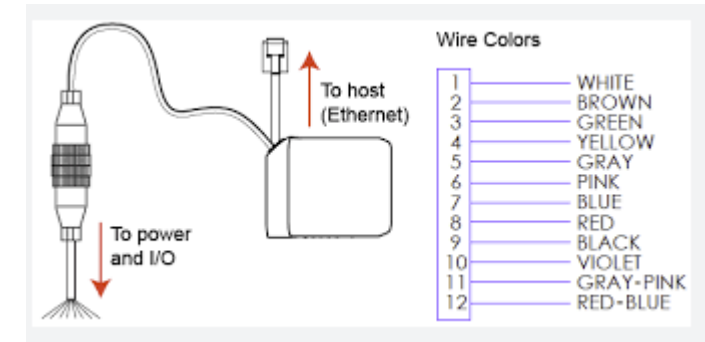 Wire Colors
To host
(Ethernet)
To power
and I/O
1 WHITE
2 BROWN
3 GREEN
4 YELLOW
5 GRAY
6 PINK
7 BLUE
8 RED
9 BLACK
10 VIOLET
11 GRAY-PINK
12 RED-BLUE